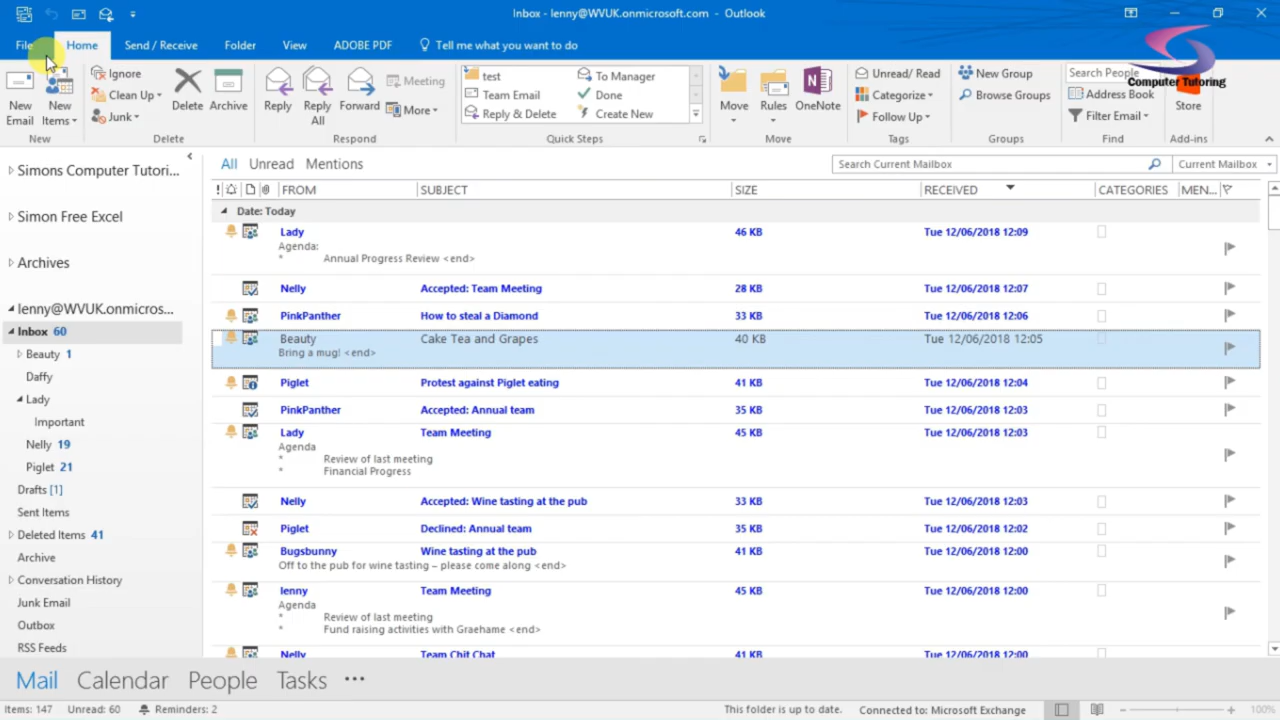 Inbox - lenny@WVUK.onmicrosoft.com - Outlook
File Home Send / Receive Folder View ADOBE PDF Tell me what you want to do
New Email
New Items
Ignore
Clean Up
Junk
Delete
Archive
Reply
Reply All
Forward
Meeting
More
test
Team Email
Reply & Delete
To Manager
Done
Create New
Move
Rules
OneNote
Unread/ Read
Categorize
Follow Up
New Group
Browse Groups
Search People
Address Book
Filter Email
Store
Computer Tutoring
New Delete Respond Quick Steps Move Tags Groups Find Add-ins
Simons Computer Tutori...
Simon Free Excel
Archives
lenny@WVUK.onmicros...
Inbox 60
Beauty 1
Daffy
Lady
Important
Nelly 19
Piglet 21
Drafts [1]
Sent Items
Deleted Items 41
Archive
Conversation History
Junk Email
Outbox
RSS Feeds
All Unread Mentions
Search Current Mailbox Current Mailbox
! FROM SUBJECT SIZE RECEIVED CATEGORIES MEN...
Date: Today
Lady 46 KB Tue 12/06/2018 12:09
Agenda:
* Annual Progress Review <end>
Nelly Accepted: Team Meeting 28 KB Tue 12/06/2018 12:07
PinkPanther How to steal a Diamond 33 KB Tue 12/06/2018 12:06
Beauty Cake Tea and Grapes 40 KB Tue 12/06/2018 12:05
Bring a mug! <end>
Piglet Protest against Piglet eating 41 KB Tue 12/06/2018 12:04
PinkPanther Accepted: Annual team 35 KB Tue 12/06/2018 12:03
Lady Team Meeting 45 KB Tue 12/06/2018 12:03
Agenda
* Review of last meeting
* Financial Progress
Nelly Accepted: Wine tasting at the pub 33 KB Tue 12/06/2018 12:03
Piglet Declined: Annual team 35 KB Tue 12/06/2018 12:02
Bugsbunny Wine tasting at the pub 41 KB Tue 12/06/2018 12:00
Off to the pub for wine tasting – please come along <end>
lenny Team Meeting 45 KB Tue 12/06/2018 12:00
Agenda
* Review of last meeting
* Fund raising activities with Graehame <end>
Nelly Team Chit Chat 41 KB Tue 12/06/2018 12:00
Mail Calendar People Tasks •••
Items: 147 Unread: 60 Reminders: 2 This folder is up to date. Connected to: Microsoft Exchange 100%